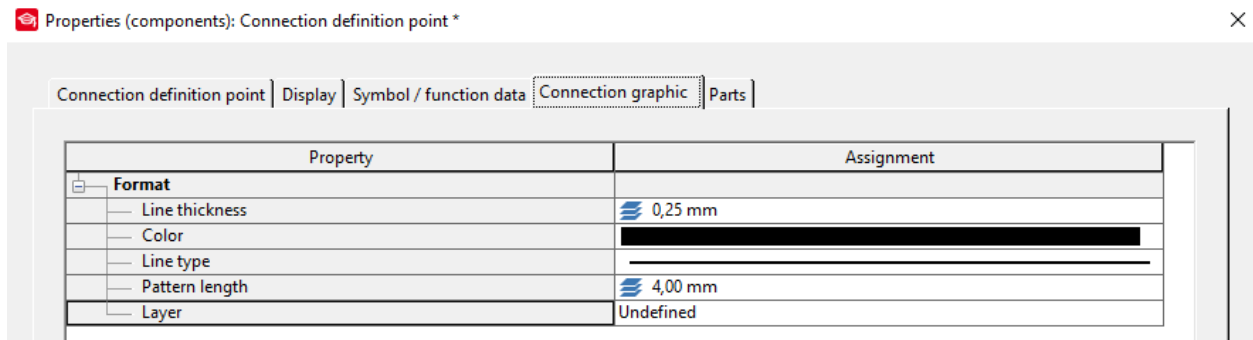 Properties (components): Connection definition point *
Connection definition point Display Symbol / function data Connection graphic Parts
Property Assignment
Format
Line thickness 0,25 mm
Color
Line type
Pattern length 4,00 mm
Layer Undefined